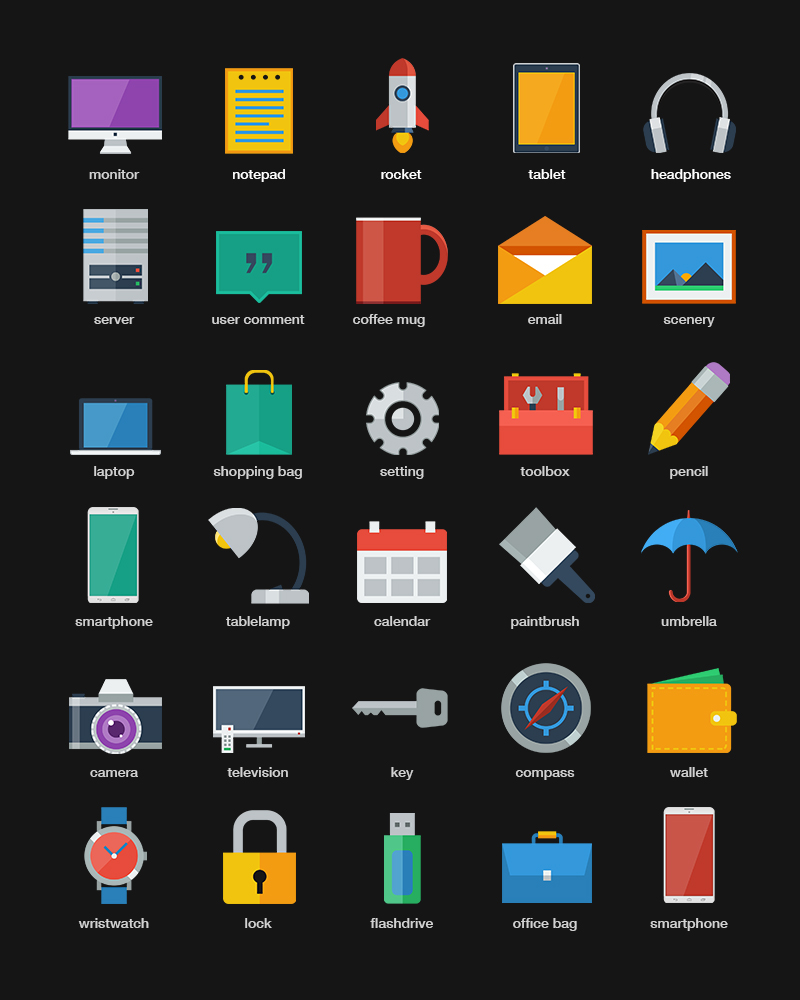 monitor notepad rocket tablet headphones
server user comment coffee mug email scenery
laptop shopping bag setting toolbox pencil
smartphone tablelamp calendar paintbrush umbrella
camera television key compass wallet
wristwatch lock flashdrive office bag smartphone